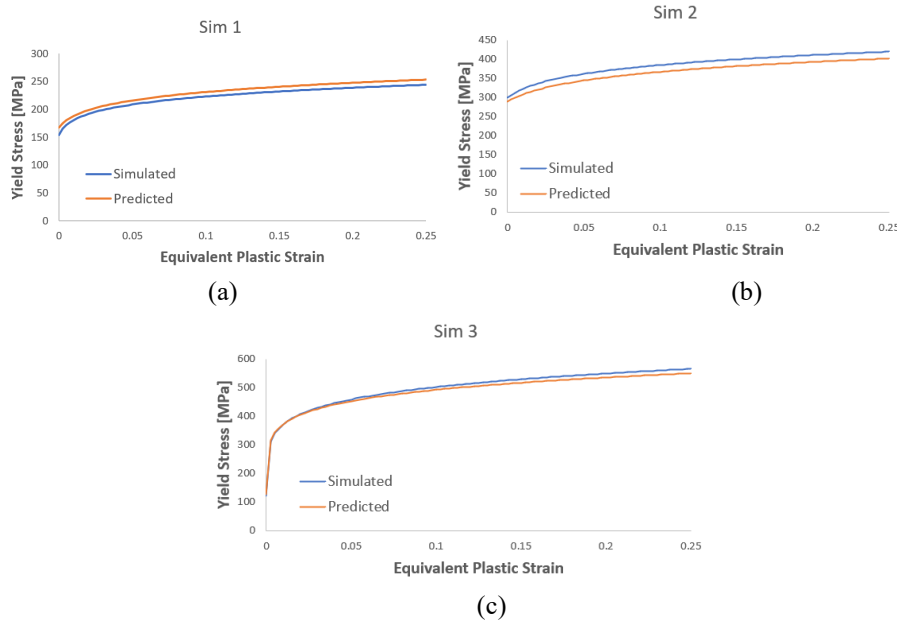 Sim 1
Yield Stress [MPa]
300
250
200
150
100
50
0
Simulated
Predicted
0 0.05 0.1 0.15 0.2 0.25
Equivalent Plastic Strain
(a)
Sim 2
Yield Stress [MPa]
450
400
350
300
250
200
150
100
50
0
Simulated
Predicted
0 0.05 0.1 0.15 0.2 0.25
Equivalent Plastic Strain
(b)
Sim 3
Yield Stress [MPa]
600
500
400
300
200
100
0
Simulated
Predicted
0 0.05 0.1 0.15 0.2 0.25
Equivalent Plastic Strain
(c)